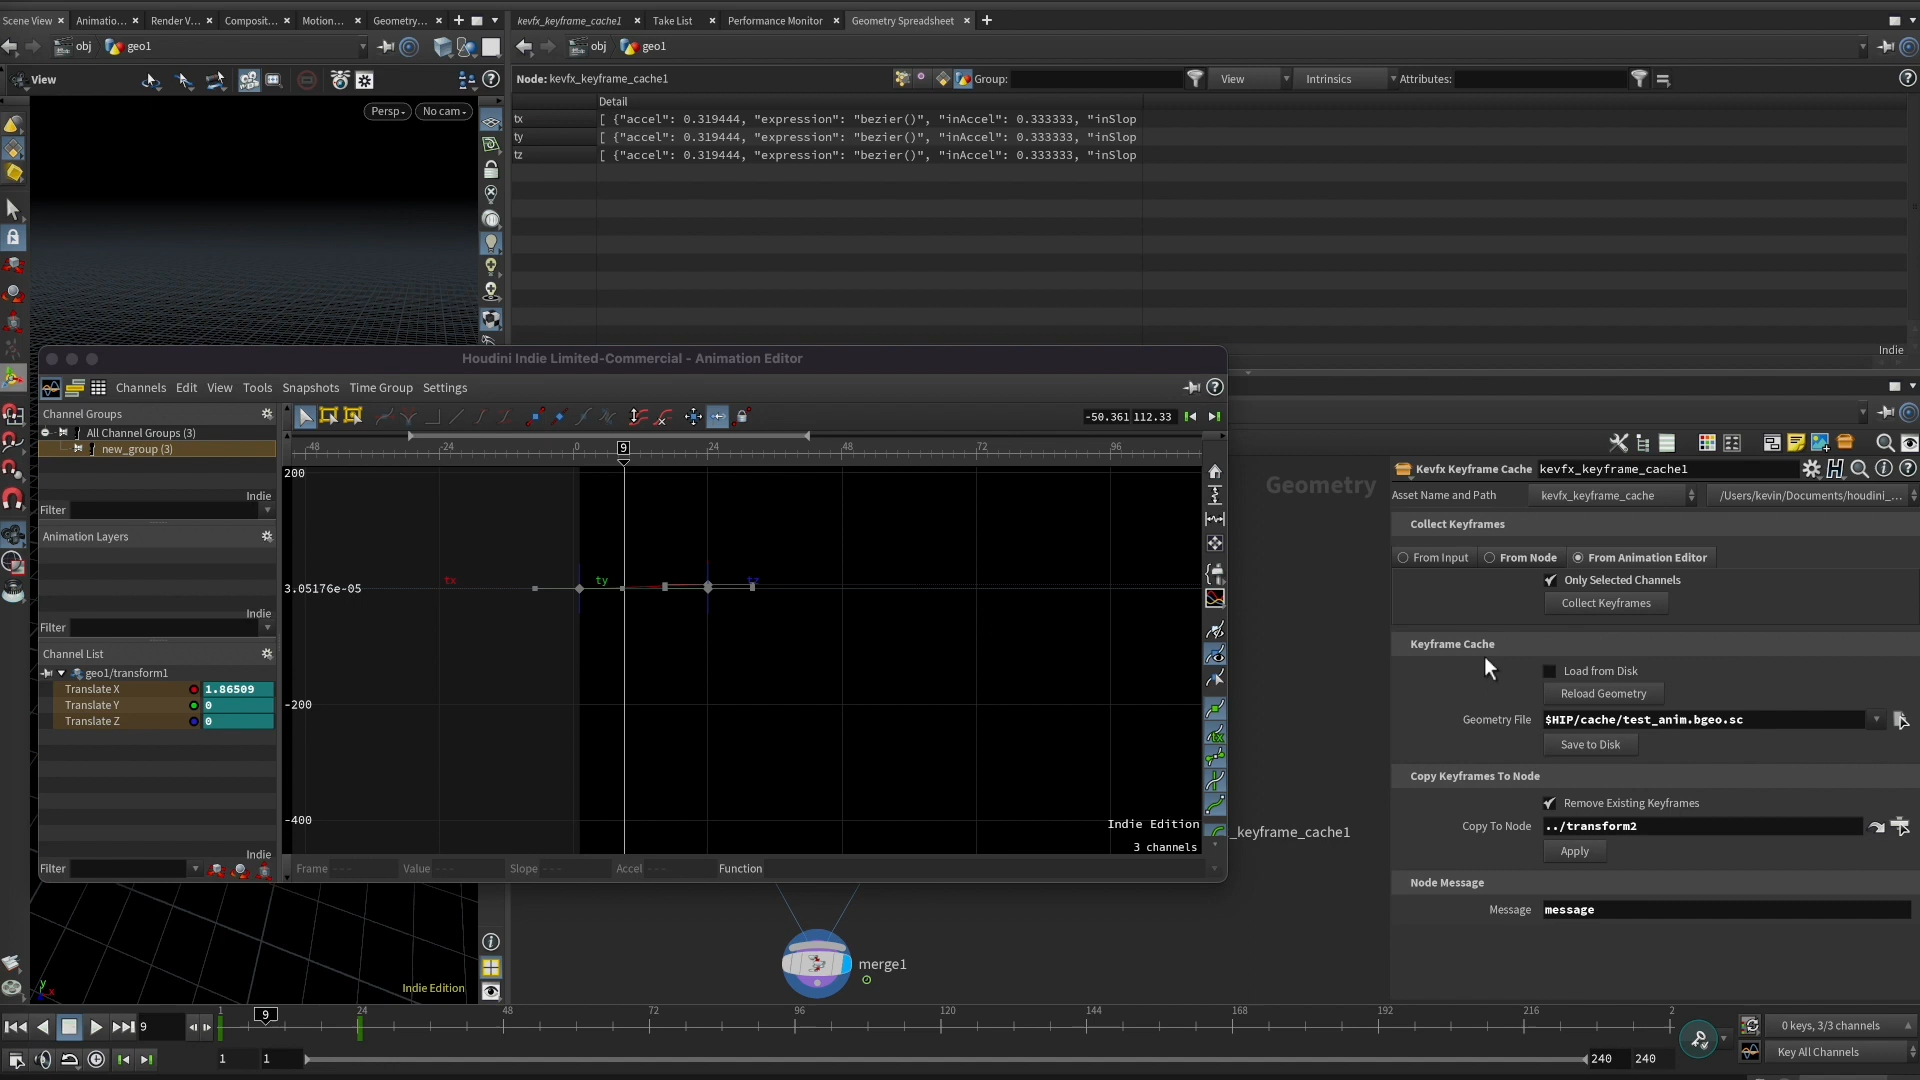 Scene View × Animatio... × Render V... × Composit... × Motion... × Geometry... × +
kevfx_keyframe_cache1 × Take List × Performance Monitor × Geometry Spreadsheet × +
obj geo1
obj geo1
View
Node: kevfx_keyframe_cache1 Group: View Intrinsics Attributes:
Persp No cam
Detail
tx [ {"accel": 0.319444, "expression": "bezier()", "inAccel": 0.333333, "inSlop
ty [ {"accel": 0.319444, "expression": "bezier()", "inAccel": 0.333333, "inSlop
tz [ {"accel": 0.319444, "expression": "bezier()", "inAccel": 0.333333, "inSlop
Indie
Houdini Indie Limited-Commercial - Animation Editor
Channels Edit View Tools Snapshots Time Group Settings
Channel Groups
-50.361 112.33
All Channel Groups (3)
new_group (3)
-48 -24 0 9 24 48 72 96
200
Indie
Filter
Animation Layers
tx ty tz
3.05176e-05
Indie
Filter
Channel List
geo1/transform1
Translate X 1.86509
Translate Y 0
Translate Z 0
-200
-400
Indie Edition
3 channels
Indie
Filter
Frame --- Value --- Slope --- Accel --- Function
Geometry
_keyframe_cache1
merge1
Kevfx Keyframe Cache kevfx_keyframe_cache1
Asset Name and Path kevfx_keyframe_cache /Users/kevin/Documents/houdini_...
Collect Keyframes
From Input From Node From Animation Editor
Only Selected Channels
Collect Keyframes
Keyframe Cache
Load from Disk
Reload Geometry
Geometry File $HIP/cache/test_anim.bgeo.sc
Save to Disk
Copy Keyframes To Node
Remove Existing Keyframes
Copy To Node ../transform2
Apply
Node Message
Message message
Indie Edition
y x
9 1 9 24 48 72 96 120 144 168 192 216 2
0 keys, 3/3 channels
1 1 240 240
Key All Channels